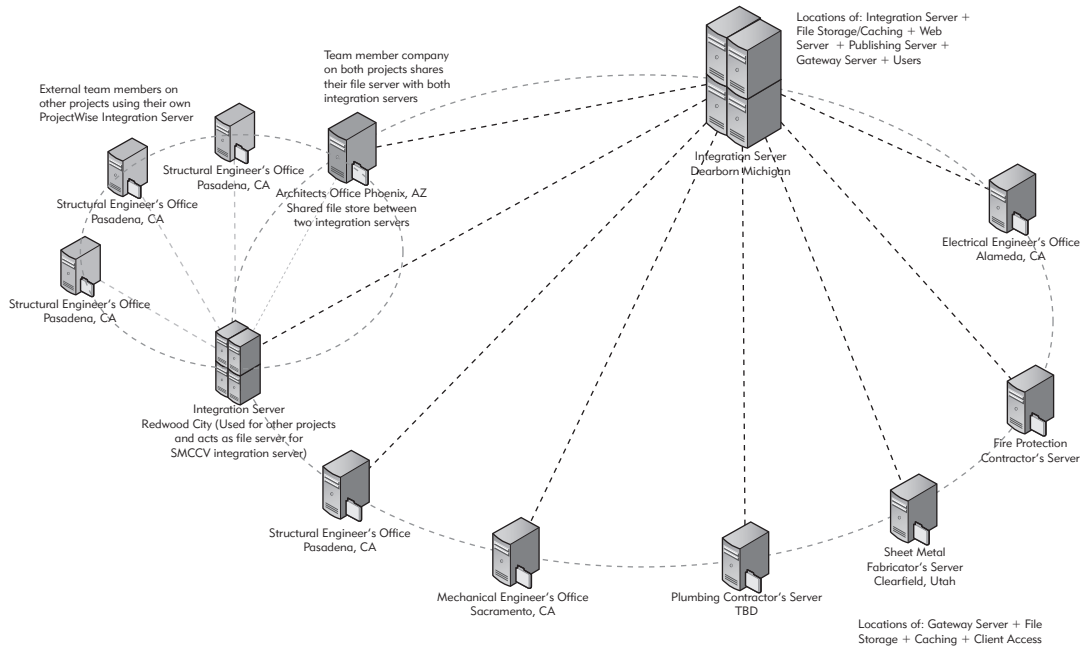 Locations of: Integration Server +
File Storage/Caching + Web
Server + Publishing Server +
Gateway Server + Users
Team member company
on both projects shares
their file server with both
integration servers
External team members on
other projects using their own
ProjectWise Integration Server
Structural Engineer's Office
Pasadena, CA
Structural Engineer's Office
Pasadena, CA
Architects Office Phoenix, AZ
Shared file store between
two integration servers
Integration Server
Dearborn Michigan
Electrical Engineer's Office
Alameda, CA
Structural Engineer's Office
Pasadena, CA
Integration Server
Redwood City (Used for other projects
and acts as file server for
SMCCV integration server)
Fire Protection
Contractor's Server
Structural Engineer's Office
Pasadena, CA
Sheet Metal
Fabricator's Server
Clearfield, Utah
Mechanical Engineer's Office
Sacramento, CA
Plumbing Contractor's Server
TBD
Locations of: Gateway Server + File
Storage + Caching + Client Access